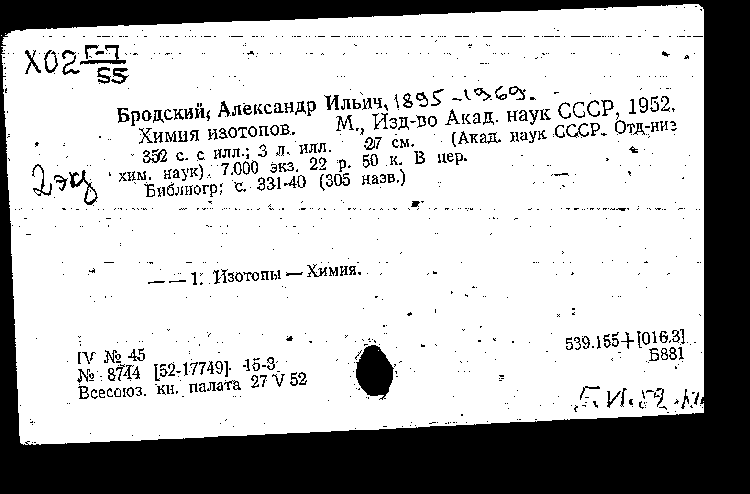 Х02 Г-7
55
Бродский, Александр Ильич, 1895-1969.
Химия изотопов. М., Изд-во Акад. наук СССР, 1952.
352 с. с илл.; 3 л. илл. 27 см. (Акад. наук СССР. Отд-ние
хим. наук). 7.000 экз. 22 р. 50 к. В пер.
2 экз
Библиогр: с. 331-40 (305 назв.)
— — 1. Изотопы — Химия.
IV № 45
№ 8744 [52-17749] 15-3
Всесоюз. кн. палата 27 V 52
539.155+[016.3]
Б881